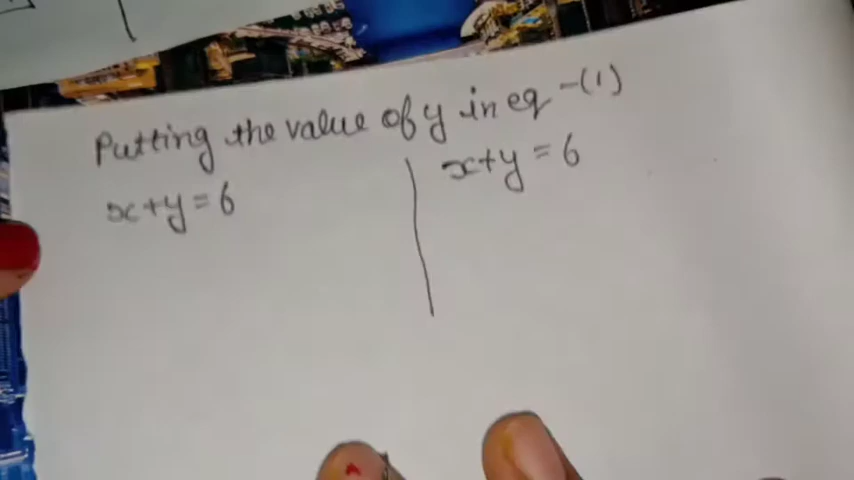 Putting the value of y in eq -(1)
x+y=6
x+y=6